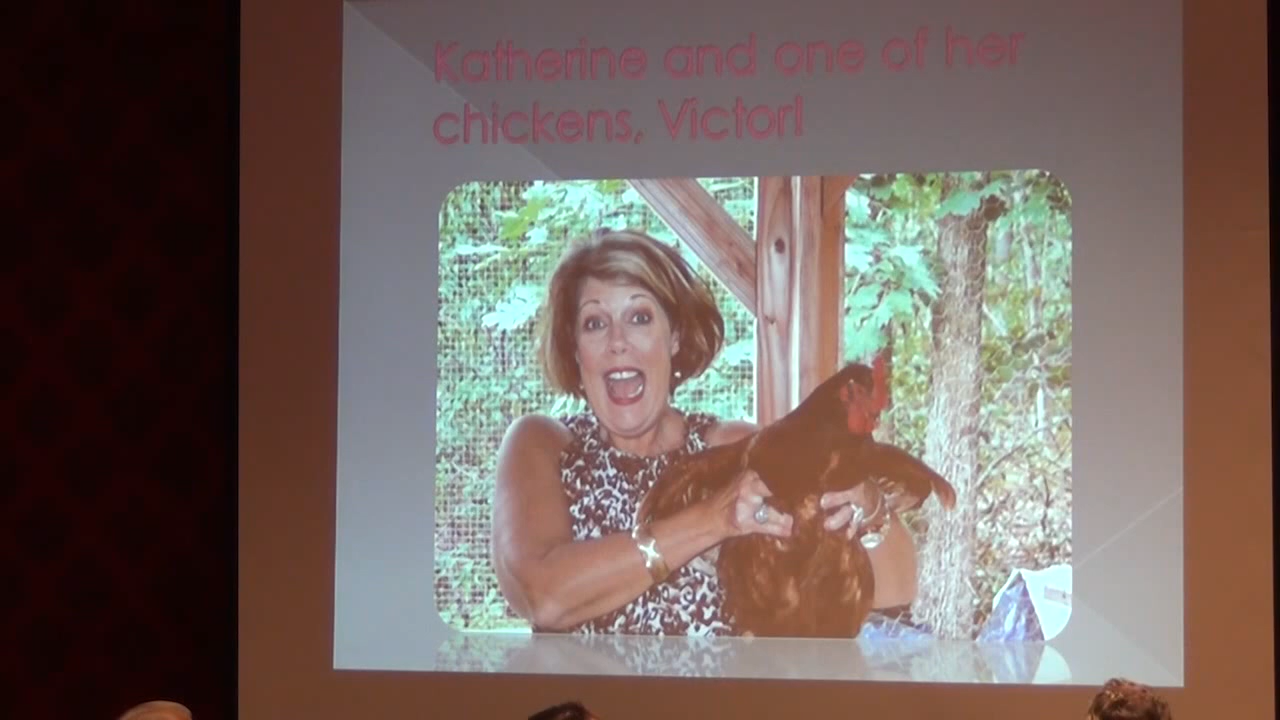 Katherine and one of her
chickens, Victor!